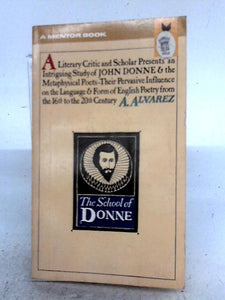 A MENTOR BOOK
A Literary Critic and Scholar Presents an
Intriguing Study of JOHN DONNE & the
Metaphysical Poets-Their Pervasive Influence
on the Language & Form of English Poetry from
the 16th to the 20th Century A. ALVAREZ
The School of
DONNE